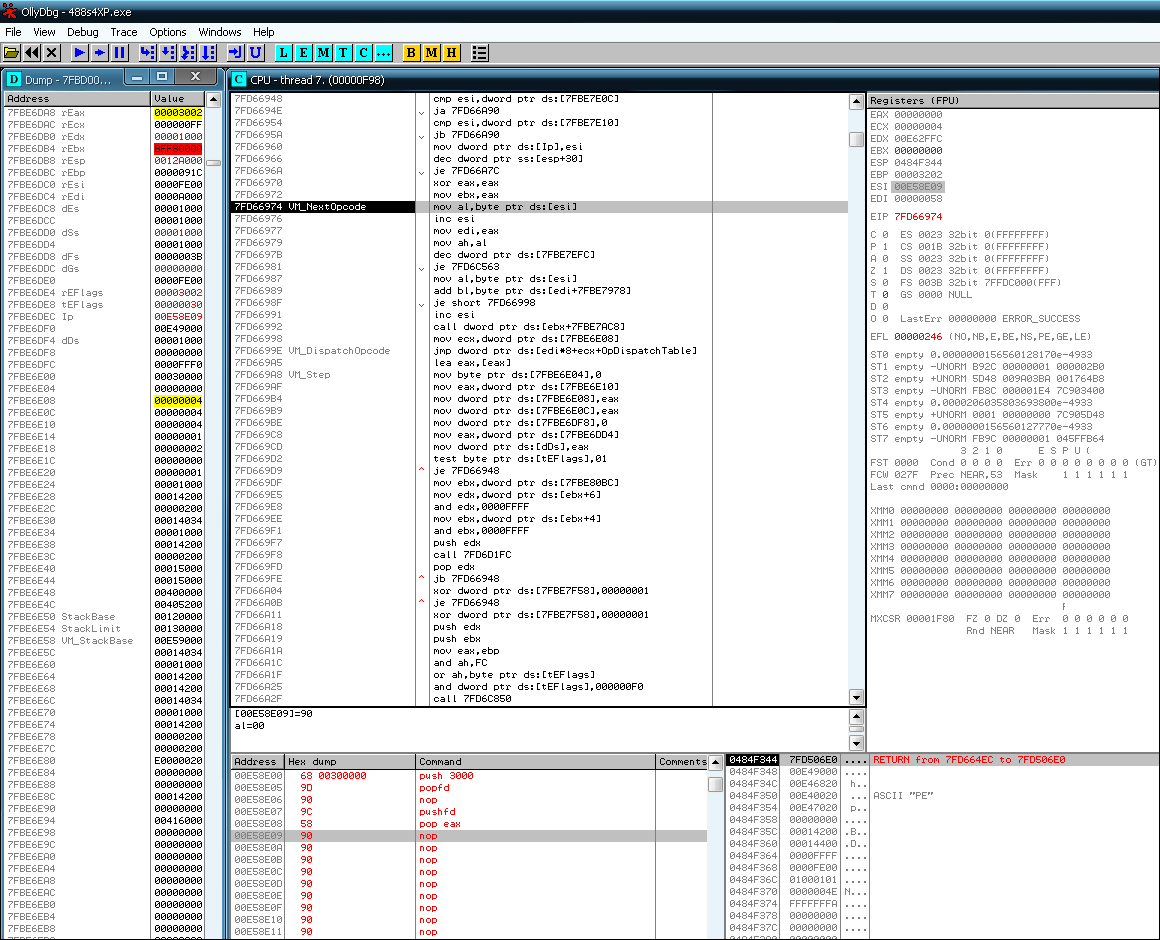 OllyDbg - 488s4XP.exe
File View Debug Trace Options Windows Help
L E M T C ... B M H
D Dump - 7FBD00...
Address Value
7FBE6DA8 rEax 00003002
7FBE6DAC rEcx 000000FF
7FBE6DB0 rEdx 00001000
7FBE6DB4 rEbx
7FBE6DB8 rEsp 0012A000
7FBE6DBC rEbp 0000091C
7FBE6DC0 rEsi 0000FE00
7FBE6DC4 rEdi 0000A000
7FBE6DC8 dEs 00001000
7FBE6DCC 00001000
7FBE6DD0 dSs 00001000
7FBE6DD4 00001000
7FBE6DD8 dFs 0000003B
7FBE6DDC dGs 00000000
7FBE6DE0 0000FE00
7FBE6DE4 rEFlags 00003002
7FBE6DE8 tEFlags 00000030
7FBE6DEC Ip 00E58E09
7FBE6DF0 00E49000
7FBE6DF4 dDs 00001000
7FBE6DF8 00000000
7FBE6DFC 0000FFF0
7FBE6E00 00030000
7FBE6E04 00000000
7FBE6E08 00000004
7FBE6E0C 00000004
7FBE6E10 00000004
7FBE6E14 00000001
7FBE6E18 00000002
7FBE6E1C 00000000
7FBE6E20 00000001
7FBE6E24 00001000
7FBE6E28 00014200
7FBE6E2C 00000200
7FBE6E30 00014034
7FBE6E34 00001000
7FBE6E38 00014200
7FBE6E3C 00000200
7FBE6E40 00015000
7FBE6E44 00015000
7FBE6E48 00400000
7FBE6E4C 00405200
7FBE6E50 StackBase 00120000
7FBE6E54 StackLimit 00130000
7FBE6E58 VM_StackBase 00E59000
7FBE6E5C 00014034
7FBE6E60 00001000
7FBE6E64 00014200
7FBE6E68 00014200
7FBE6E6C 00014034
7FBE6E70 00001000
7FBE6E74 00014200
7FBE6E78 00000200
7FBE6E7C 00000200
7FBE6E80 E0000020
7FBE6E84 00000000
7FBE6E88 00000000
7FBE6E8C 00014200
7FBE6E90 00000000
7FBE6E94 00416000
7FBE6E98 00000000
7FBE6E9C 00000000
7FBE6EA0 00000000
7FBE6EA4 00000000
7FBE6EA8 00000000
7FBE6EAC 00000000
7FBE6EB0 00000000
7FBE6EB4 00000000
7FBE6EB8 00000000
C CPU - thread 7. (00000F98)
7FD66948 cmp esi,dword ptr ds:[7FBE7E0C]
7FD6694E ja 7FD66A90
7FD66954 cmp esi,dword ptr ds:[7FBE7E10]
7FD6695A jb 7FD66A90
7FD66960 mov dword ptr ds:[Ip],esi
7FD66966 dec dword ptr ss:[esp+30]
7FD6696A je 7FD66A7C
7FD66970 xor eax,eax
7FD66972 mov ebx,eax
7FD66974 VM_NextOpcode mov al,byte ptr ds:[esi]
7FD66976 inc esi
7FD66977 mov edi,eax
7FD66979 mov ah,al
7FD6697B dec dword ptr ds:[7FBE7EFC]
7FD66981 je 7FD6C563
7FD66987 mov al,byte ptr ds:[esi]
7FD66989 add bl,byte ptr ds:[edi+7FBE7978]
7FD6698F je short 7FD66998
7FD66991 inc esi
7FD66992 call dword ptr ds:[ebx+7FBE7AC8]
7FD66998 mov ecx,dword ptr ds:[7FBE6E08]
7FD6699E VM_DispatchOpcode jmp dword ptr ds:[edi*8+ecx+OpDispatchTable]
7FD669A5 lea eax,[eax]
7FD669A8 VM_Step mov byte ptr ds:[7FBE6E04],0
7FD669AF mov eax,dword ptr ds:[7FBE6E10]
7FD669B4 mov dword ptr ds:[7FBE6E08],eax
7FD669B9 mov dword ptr ds:[7FBE6E0C],eax
7FD669BE mov dword ptr ds:[7FBE6DF8],0
7FD669C8 mov eax,dword ptr ds:[7FBE6DD4]
7FD669CD mov dword ptr ds:[dDs],eax
7FD669D2 test byte ptr ds:[tEFlags],01
7FD669D9 je 7FD66948
7FD669DF mov ebx,dword ptr ds:[7FBE80BC]
7FD669E5 mov edx,dword ptr ds:[ebx+6]
7FD669E8 and edx,0000FFFF
7FD669EE mov ebx,dword ptr ds:[ebx+4]
7FD669F1 and ebx,0000FFFF
7FD669F7 push edx
7FD669F8 call 7FD6D1FC
7FD669FD pop edx
7FD669FE jb 7FD66948
7FD66A04 xor dword ptr ds:[7FBE7F58],00000001
7FD66A0B je 7FD66948
7FD66A11 xor dword ptr ds:[7FBE7F58],00000001
7FD66A18 push edx
7FD66A19 push ebx
7FD66A1A mov eax,ebp
7FD66A1C and ah,FC
7FD66A1F or ah,byte ptr ds:[tEFlags]
7FD66A25 and dword ptr ds:[tEFlags],000000F0
7FD66A2F call 7FD6C850
[00E58E09]=90
al=00
Registers (FPU)
EAX 00000000
ECX 00000004
EDX 00E62FFC
EBX 00000000
ESP 0484F344
EBP 00003202
ESI 00E58E09
EDI 00000058
EIP 7FD66974
C 0 ES 0023 32bit 0(FFFFFFFF)
P 1 CS 001B 32bit 0(FFFFFFFF)
A 0 SS 0023 32bit 0(FFFFFFFF)
Z 1 DS 0023 32bit 0(FFFFFFFF)
S 0 FS 003B 32bit 7FFDC000(FFF)
T 0 GS 0000 NULL
D 0
O 0 LastErr 00000000 ERROR_SUCCESS
EFL 00000246 (NO,NB,E,BE,NS,PE,GE,LE)
ST0 empty 0.0000000156560128170e-4933
ST1 empty -UNORM B92C 00000001 000002B0
ST2 empty +UNORM 5D48 009A03BA 001764B8
ST3 empty -UNORM FB8C 000001E4 7C903400
ST4 empty 0.0000206035803693800e-4933
ST5 empty +UNORM 0001 00000000 7C905D48
ST6 empty 0.0000000156560127770e-4933
ST7 empty -UNORM FB9C 00000001 045FFB64
3 2 1 0 E S P U (
FST 0000 Cond 0 0 0 0 Err 0 0 0 0 0 0 0 0 (GT)
FCW 027F Prec NEAR,53 Mask 1 1 1 1 1 1
Last cmnd 0000:00000000
XMM0 00000000 00000000 00000000 00000000
XMM1 00000000 00000000 00000000 00000000
XMM2 00000000 00000000 00000000 00000000
XMM3 00000000 00000000 00000000 00000000
XMM4 00000000 00000000 00000000 00000000
XMM5 00000000 00000000 00000000 00000000
XMM6 00000000 00000000 00000000 00000000
XMM7 00000000 00000000 00000000 00000000
MXCSR 00001F80 FZ 0 DZ 0 Err 0 0 0 0 0 0
Rnd NEAR Mask 1 1 1 1 1 1
Address Hex dump Command Comments
00E58E00 68 00300000 push 3000
00E58E05 9D popfd
00E58E06 90 nop
00E58E07 9C pushfd
00E58E08 58 pop eax
00E58E09 90 nop
00E58E0A 90 nop
00E58E0B 90 nop
00E58E0C 90 nop
00E58E0D 90 nop
00E58E0E 90 nop
00E58E0F 90 nop
00E58E10 90 nop
00E58E11 90 nop
0484F344 7FD506E0 .... RETURN from 7FD664EC to 7FD506E0
0484F348 00E49000 ....
0484F34C 00E46820 h..
0484F350 00E40020 ... ASCII "PE"
0484F354 00E47020 p..
0484F358 00000000 ....
0484F35C 00014200 .B..
0484F360 00014400 .D..
0484F364 0000FFFF ....
0484F368 0000FE00 ....
0484F36C 01000101 ....
0484F370 0000004E N...
0484F374 FFFFFFFA ....
0484F378 00000000 ....
0484F37C 00000000 ....